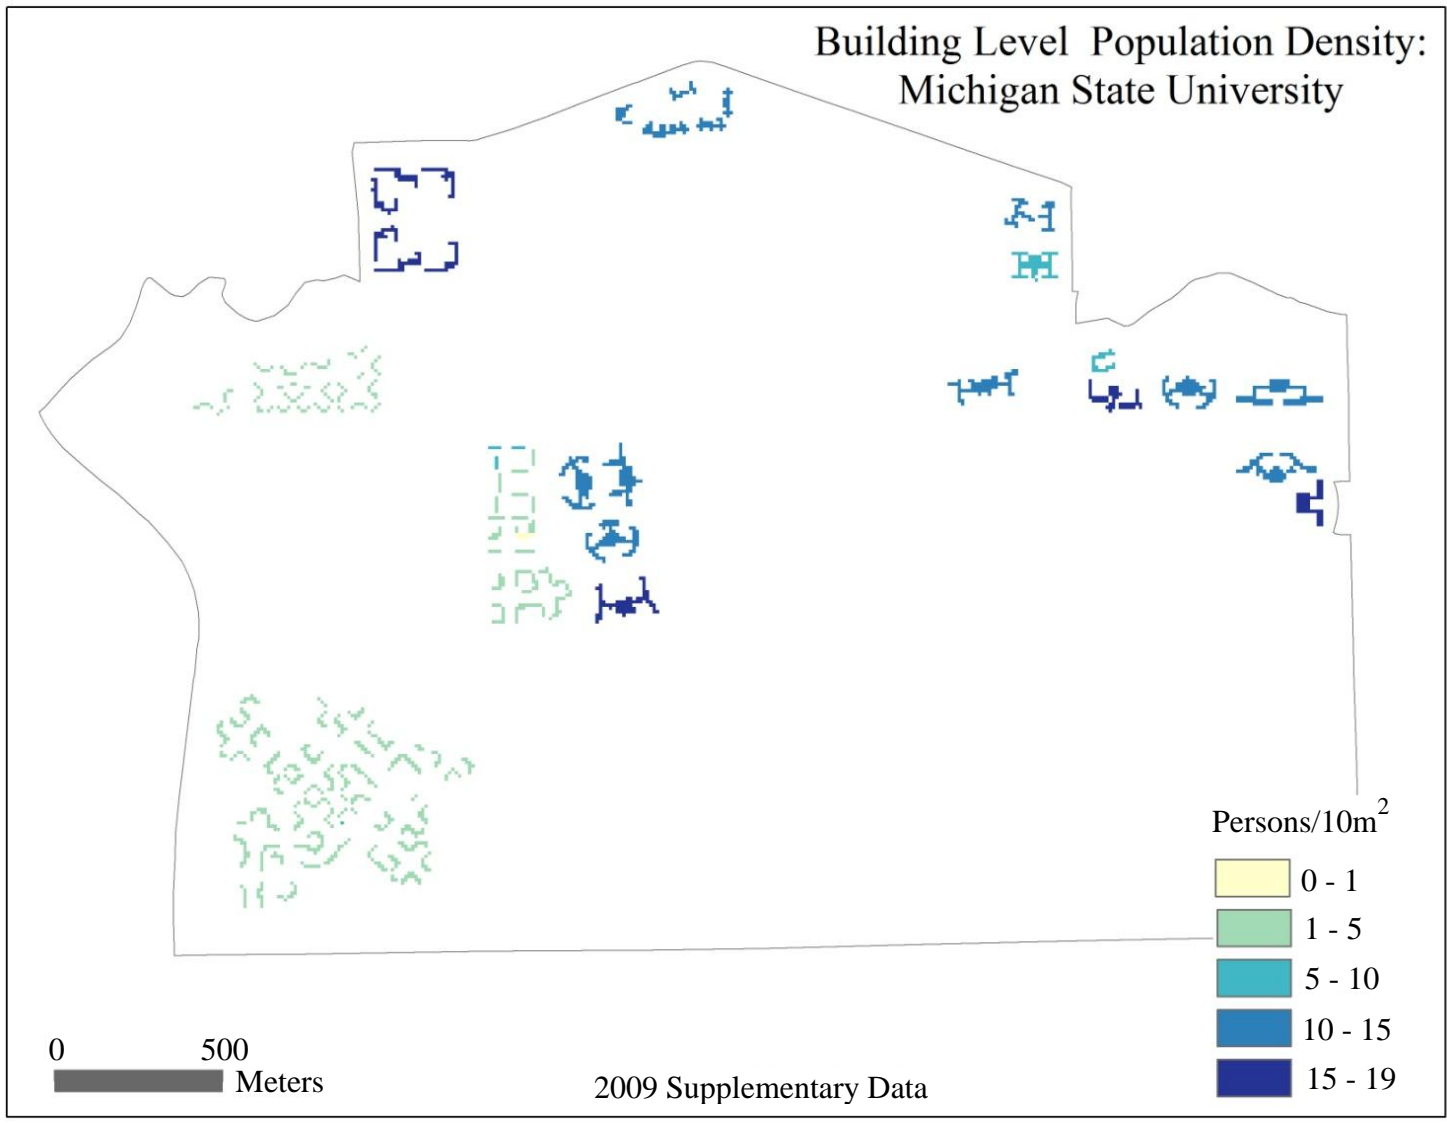 Building Level Population Density:
Michigan State University
Persons/10m²
0 - 1
1 - 5
5 - 10
10 - 15
15 - 19
0 500
Meters
2009 Supplementary Data